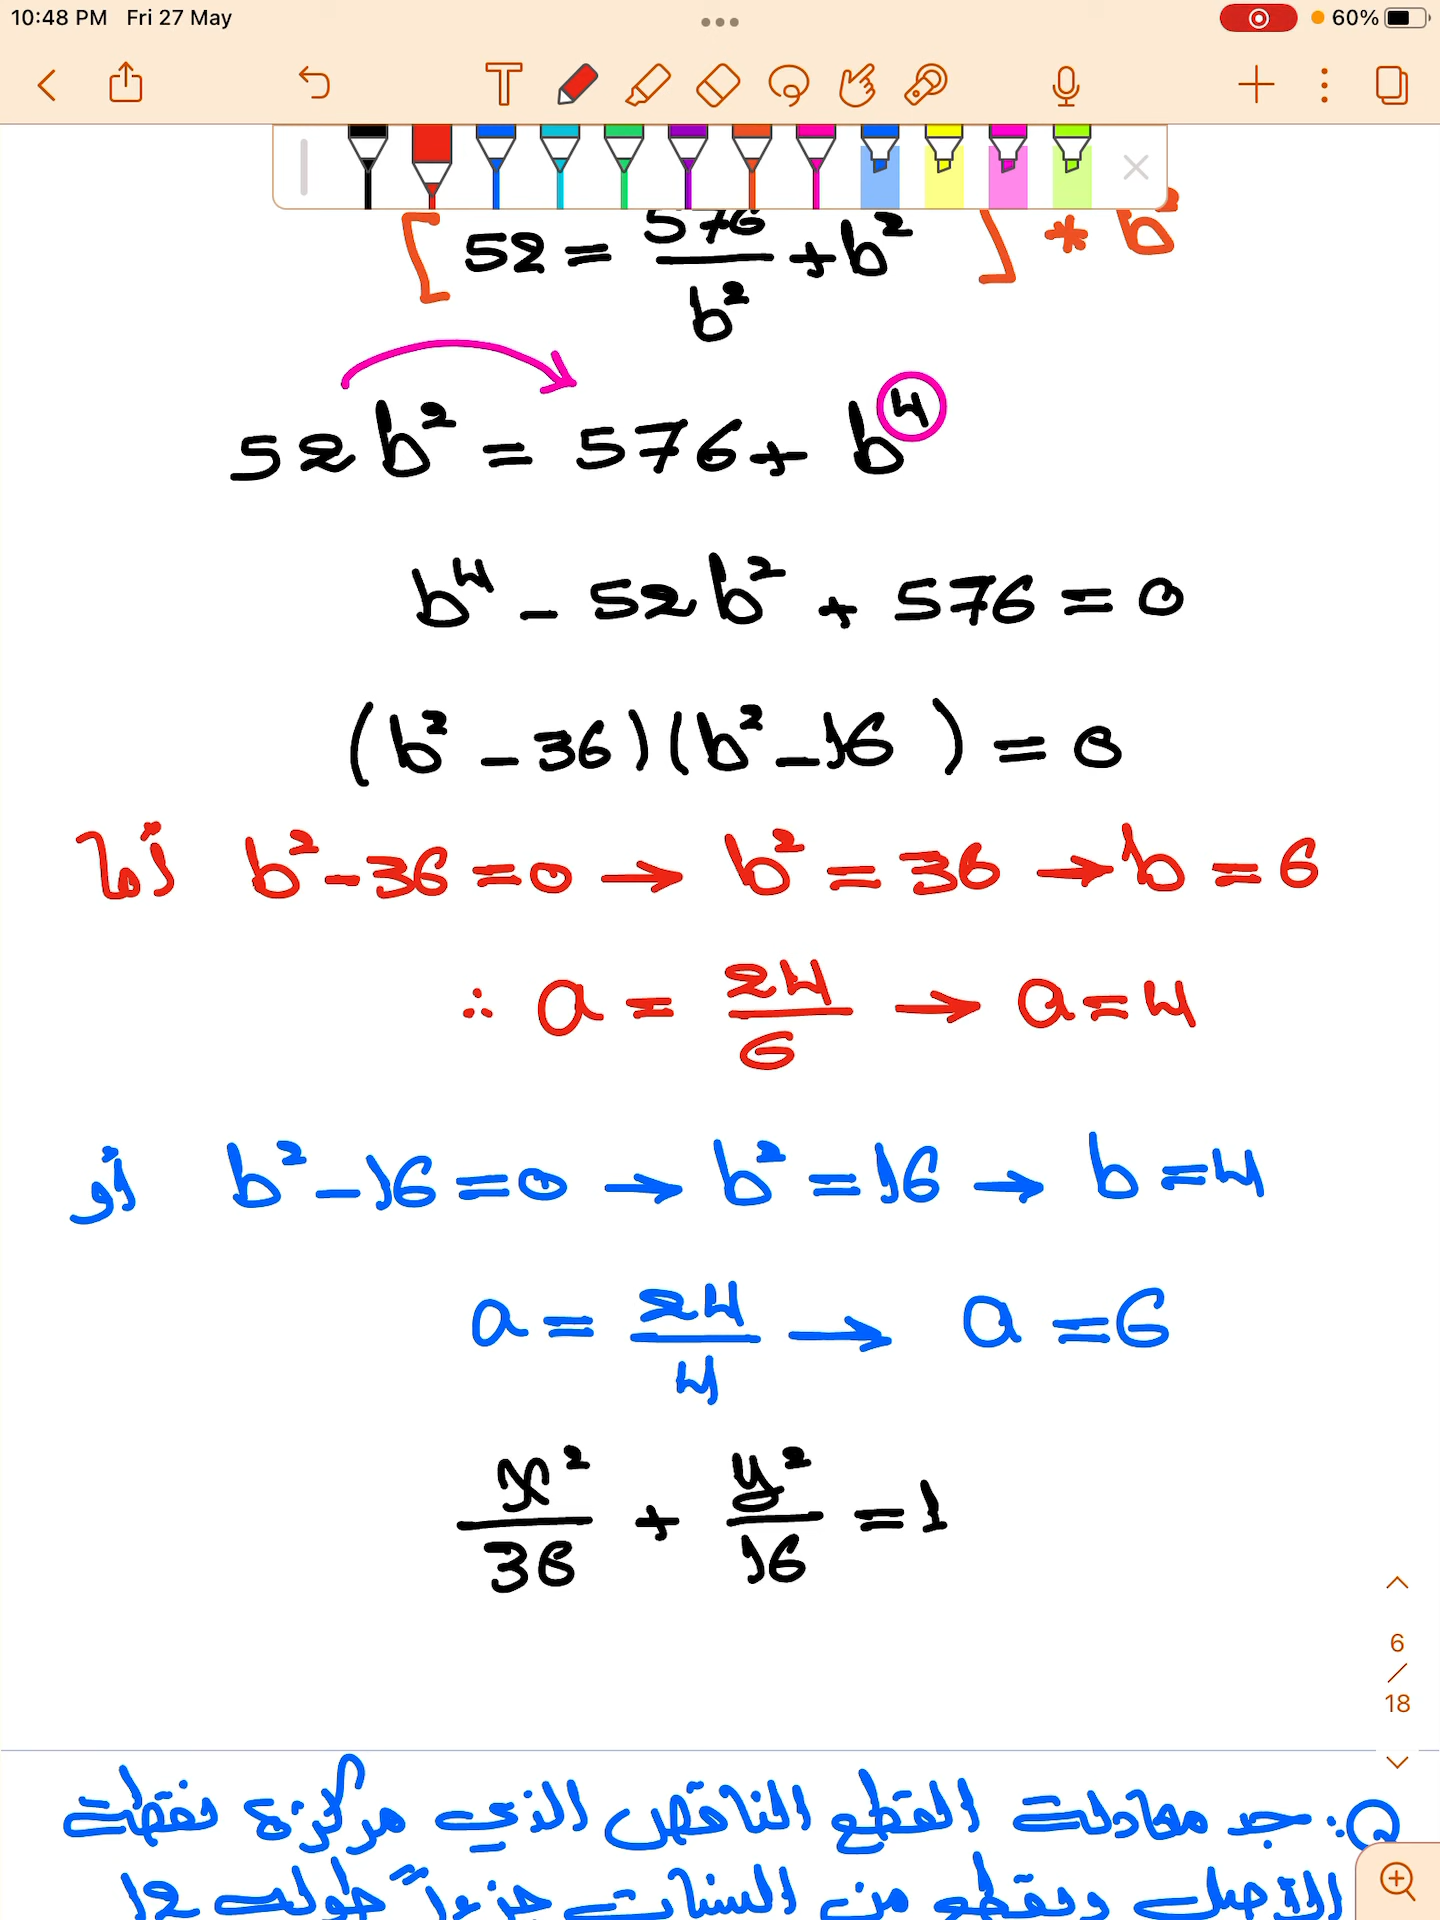 10:48 PM Fri 27 May
60%
T
[ 52 = 576/b² + b² ] * b²
52b² = 576 + b⁴
b⁴ - 52b² + 576 = 0
(b² - 36)(b² - 16) = 0
أما b² - 36 = 0 → b² = 36 → b = 6
∴ a = 24/6 → a = 4
أو b² - 16 = 0 → b² = 16 → b = 4
a = 24/4 → a = 6
x²/36 + y²/16 = 1
6
/
18
Q: جد معادلة القطع الناقص الذي مركزه نقطة
الاصل ويقطع من السينات جزءاً طوله 12